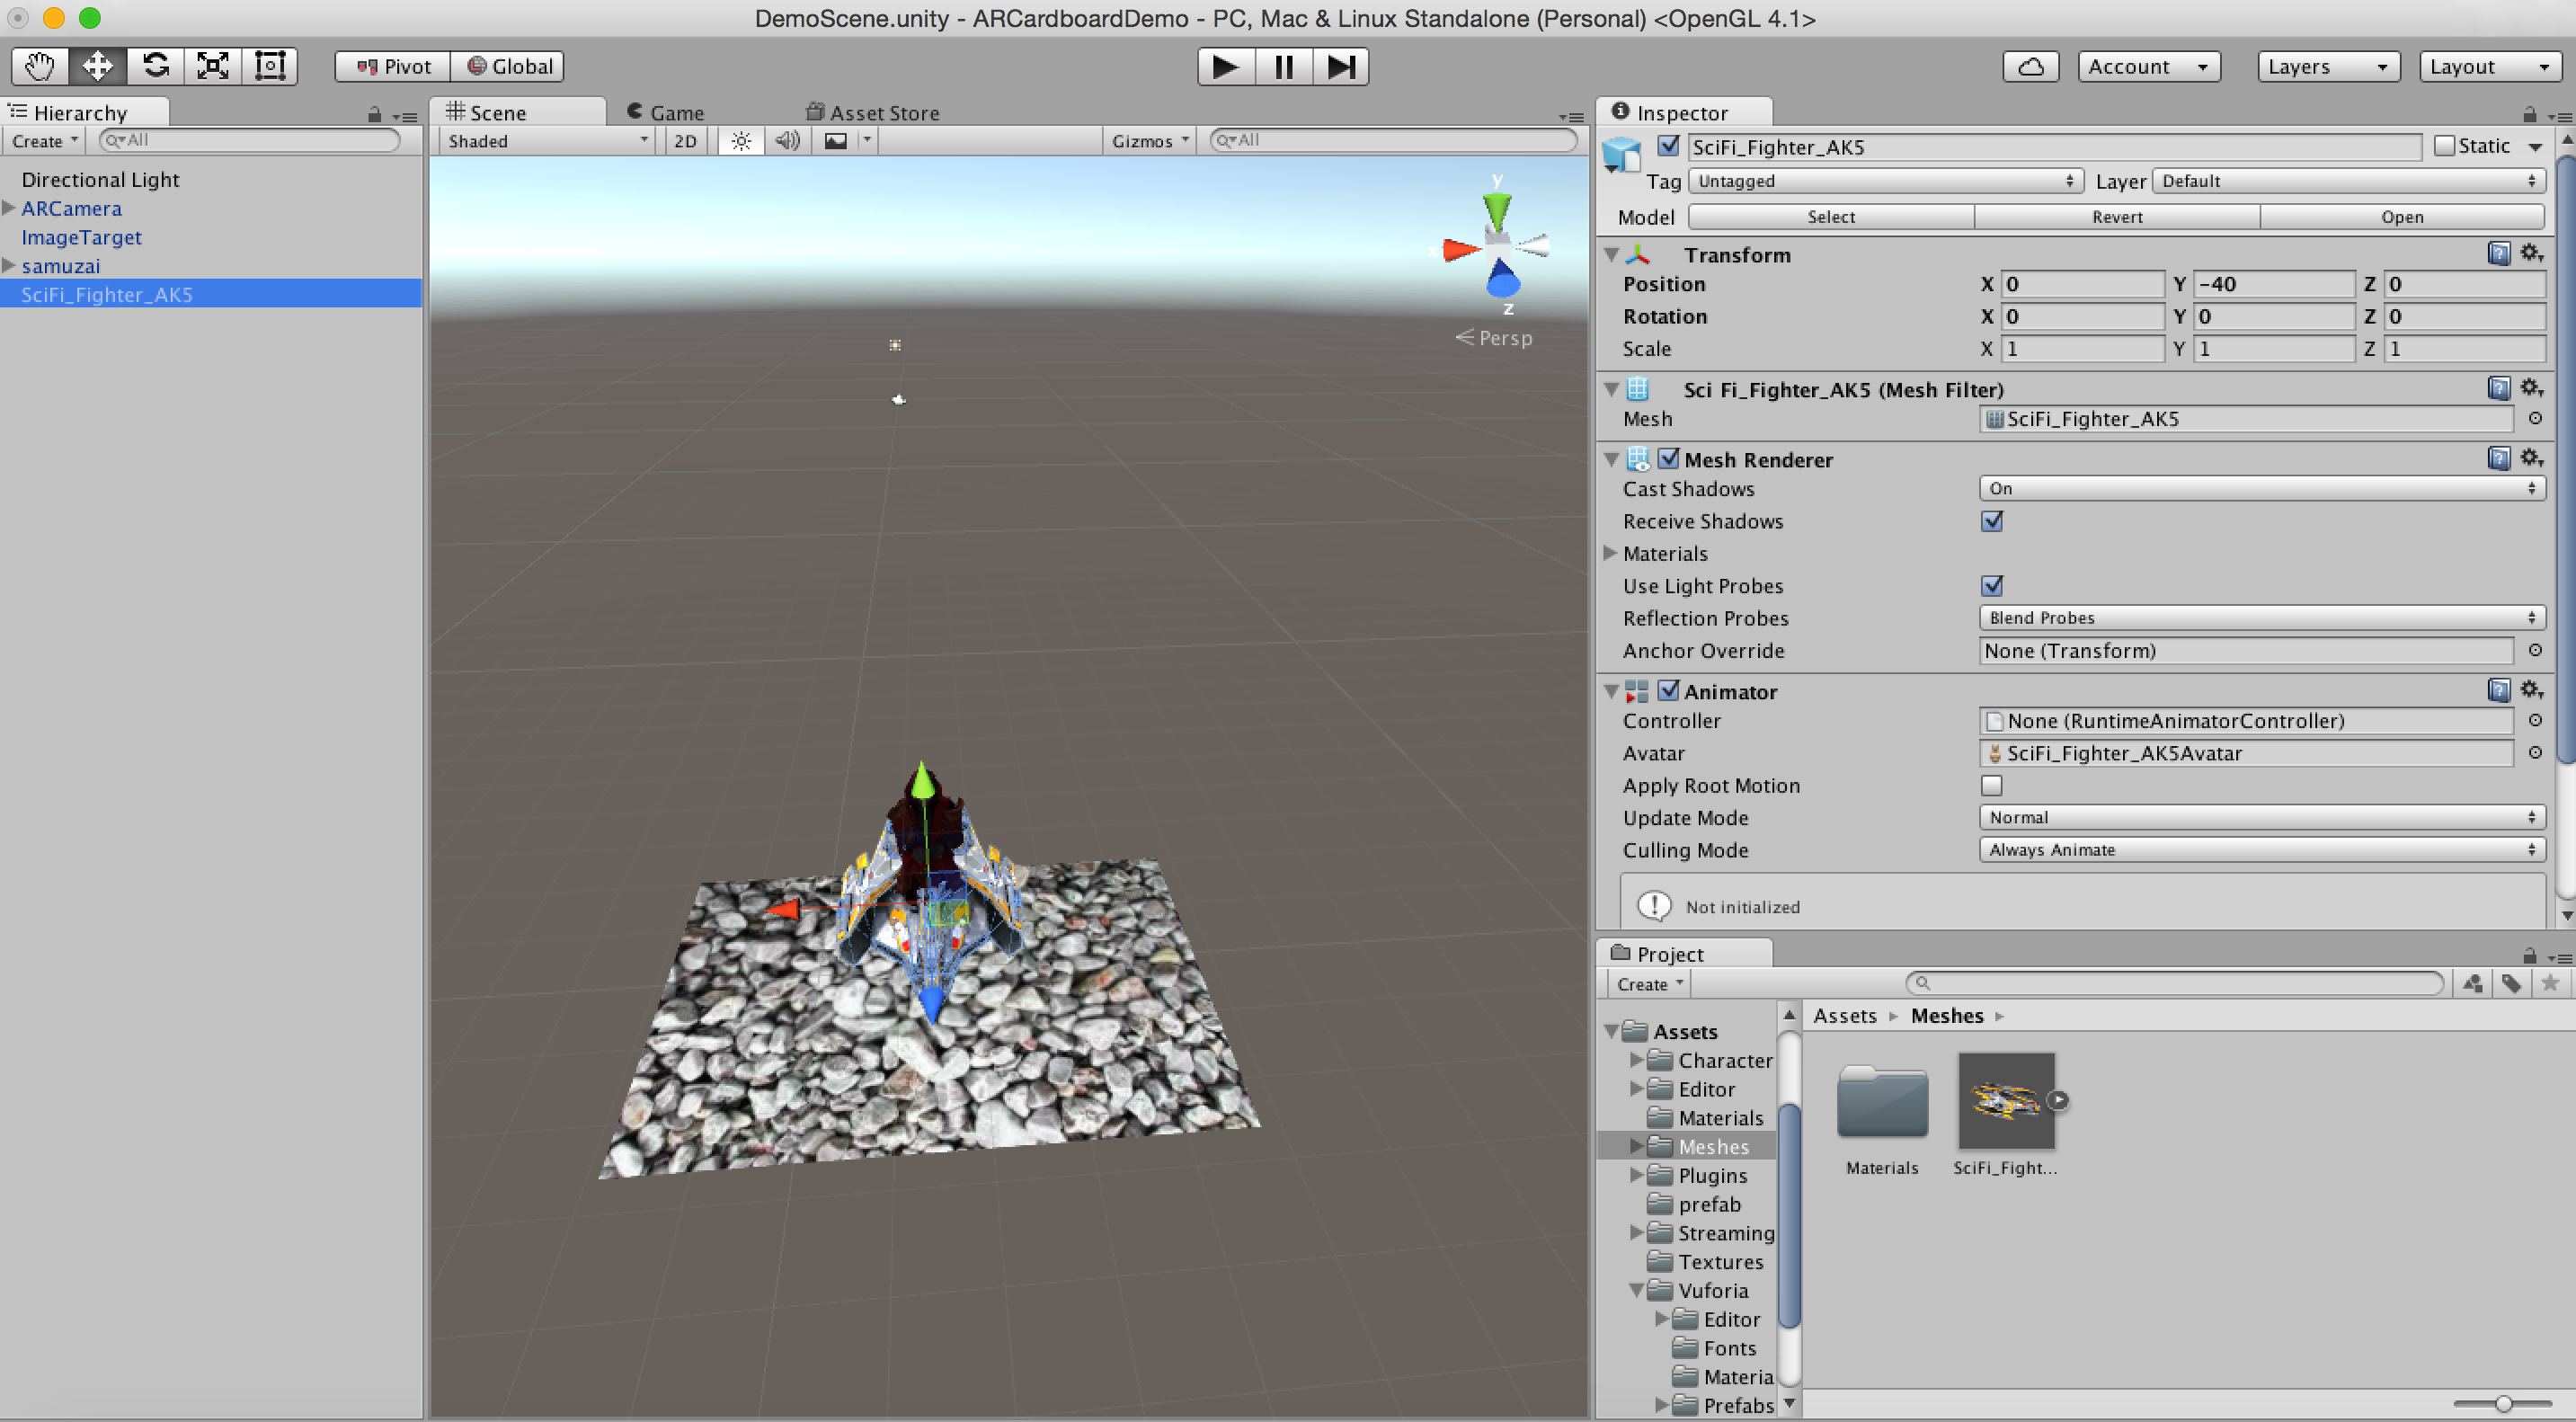 DemoScene.unity - ARCardboardDemo - PC, Mac & Linux Standalone (Personal) <OpenGL 4.1>
Pivot Global Account Layers Layout
Hierarchy
Create All
Directional Light
ARCamera
ImageTarget
samuzai
SciFi_Fighter_AK5
Scene Game Asset Store
Shaded 2D Gizmos All
y
x
z
Persp
Inspector
SciFi_Fighter_AK5 Static
Tag Untagged Layer Default
Model Select Revert Open
Transform
Position X 0 Y -40 Z 0
Rotation X 0 Y 0 Z 0
Scale X 1 Y 1 Z 1
Sci Fi_Fighter_AK5 (Mesh Filter)
Mesh SciFi_Fighter_AK5
Mesh Renderer
Cast Shadows On
Receive Shadows
Materials
Use Light Probes
Reflection Probes Blend Probes
Anchor Override None (Transform)
Animator
Controller None (RuntimeAnimatorController)
Avatar SciFi_Fighter_AK5Avatar
Apply Root Motion
Update Mode Normal
Culling Mode Always Animate
Not initialized
Project
Create
Assets
Character
Editor
Materials
Meshes
Plugins
prefab
Streaming
Textures
Vuforia
Editor
Fonts
Materia
Prefabs
Assets Meshes
Materials SciFi_Fight...